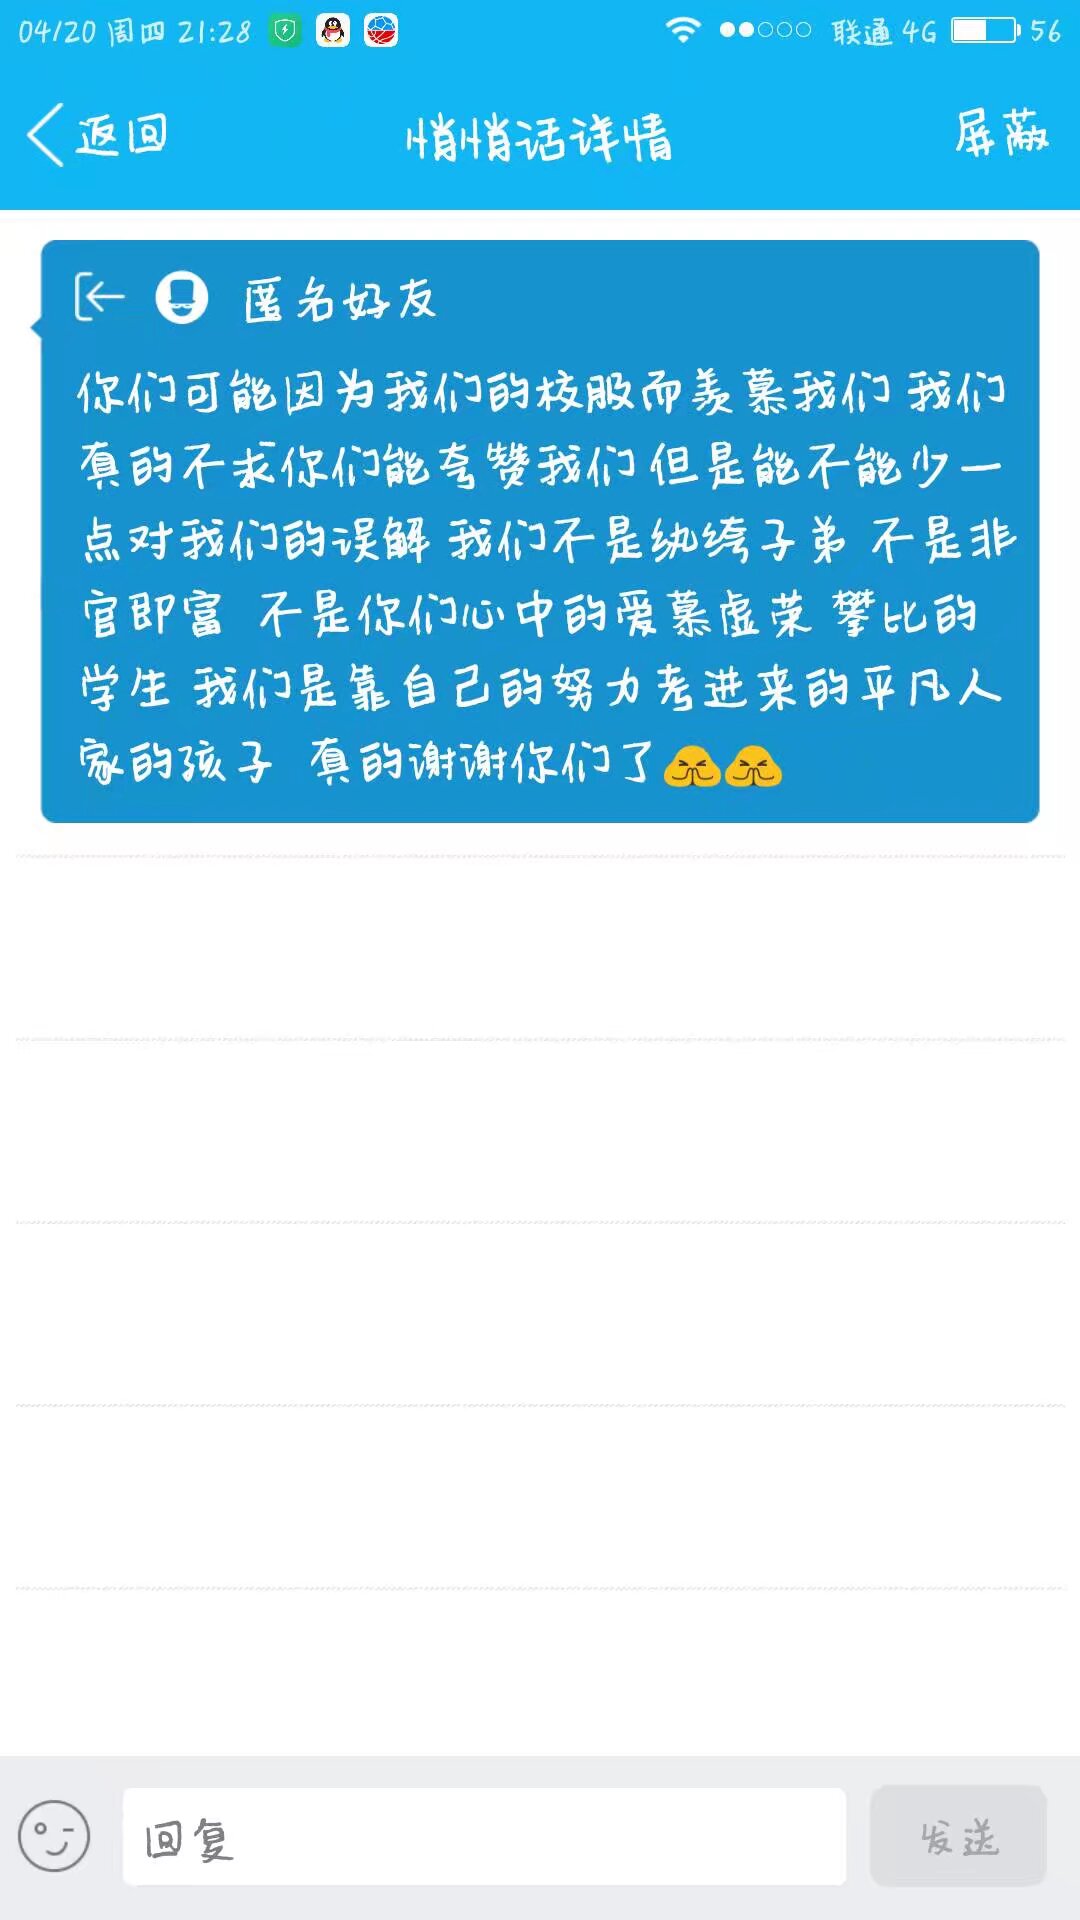 04/20 周四 21:28 联通 4G 56
返回 悄悄话详情 屏蔽
匿名好友
你们可能因为我们的校服而羡慕我们 我们
真的不求你们能夸赞我们 但是能不能少一
点对我们的误解 我们不是纨绔子弟 不是非
官即富 不是你们心中的爱慕虚荣 攀比的
学生 我们是靠自己的努力考进来的平凡人
家的孩子 真的谢谢你们了🙏🙏
回复 发送